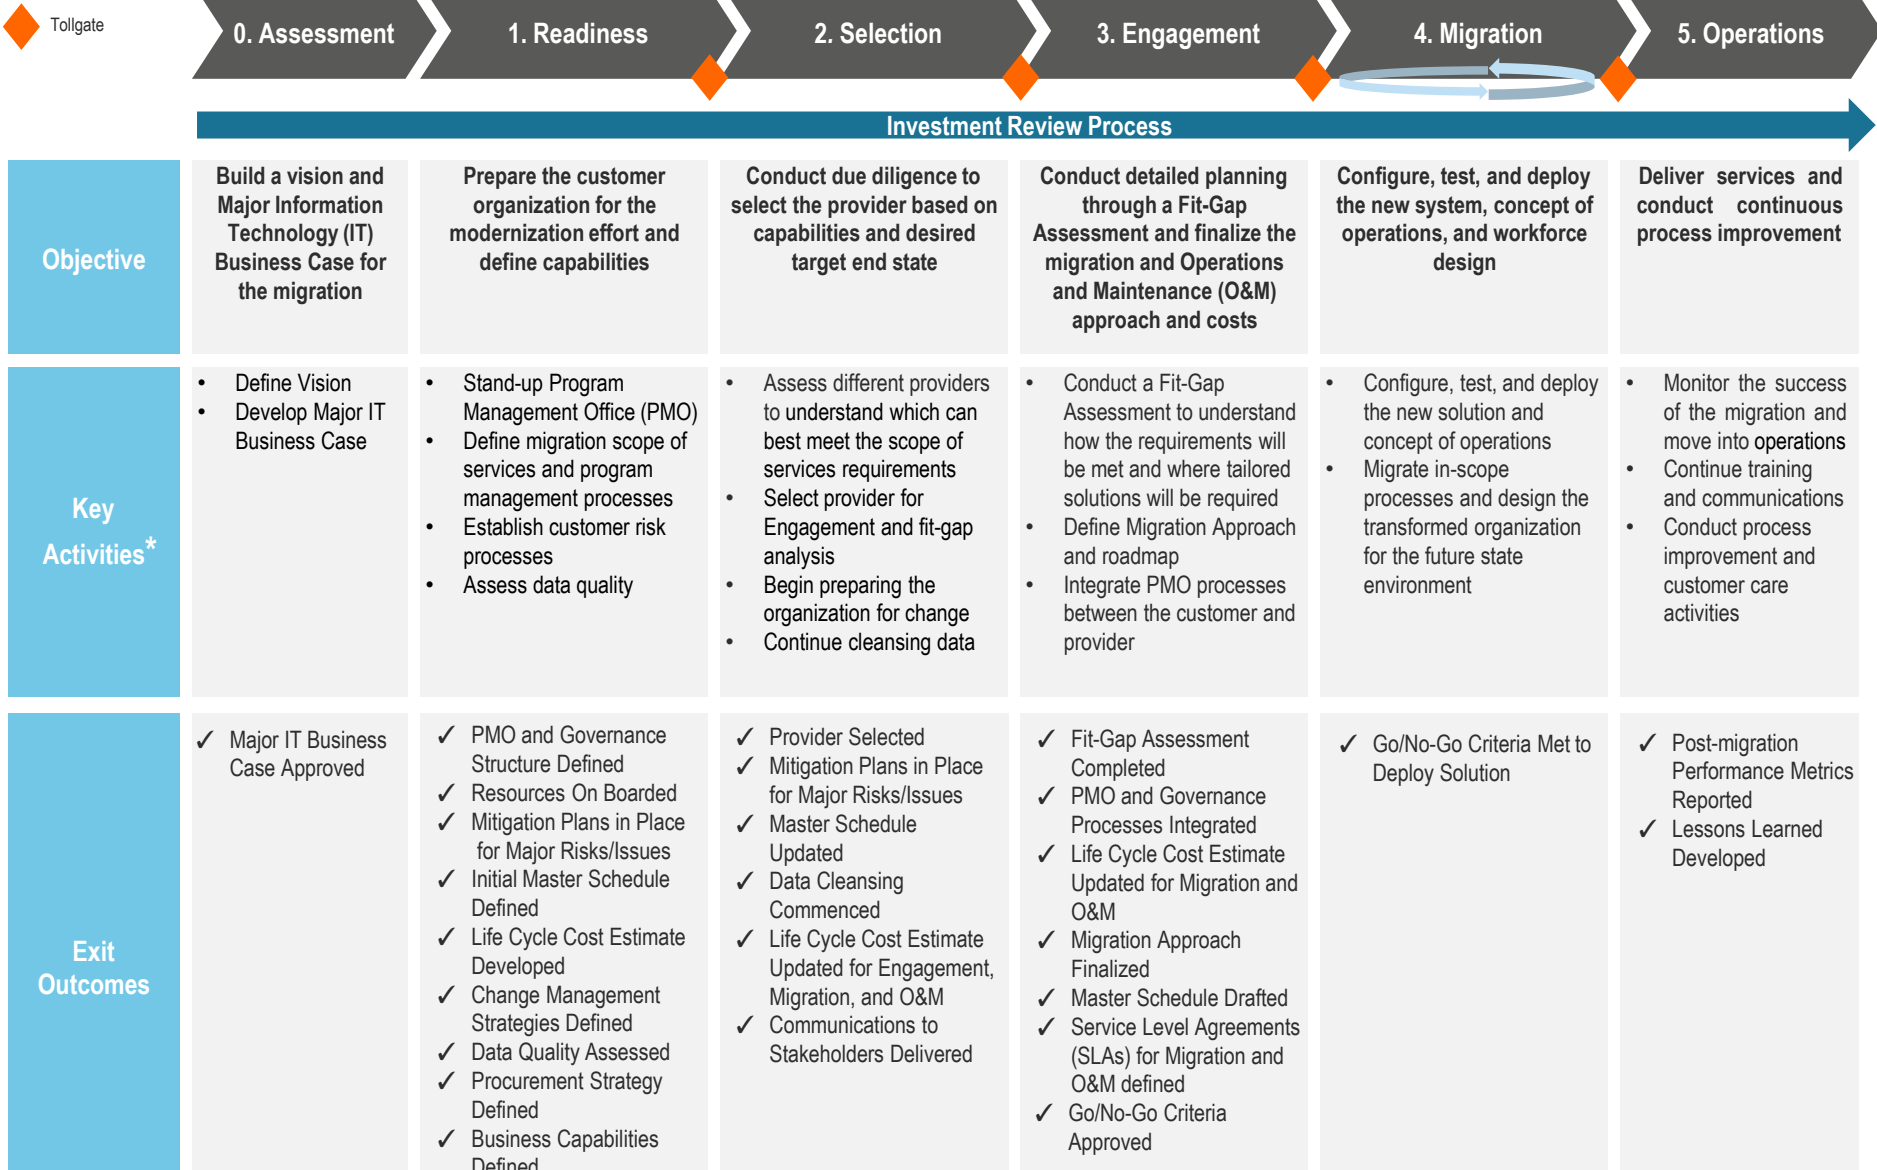 Tollgate
0. Assessment
1. Readiness
2. Selection
3. Engagement
4. Migration
5. Operations
Investment Review Process
Objective
Build a vision and
Major Information
Technology (IT)
Business Case for
the migration
Prepare the customer
organization for the
modernization effort and
define capabilities
Conduct due diligence to
select the provider based on
capabilities and desired
target end state
Conduct detailed planning
through a Fit-Gap
Assessment and finalize the
migration and Operations
and Maintenance (O&M)
approach and costs
Configure, test, and deploy
the new system, concept of
operations, and workforce
design
Deliver services and
conduct continuous
process improvement
Key
Activities*
• Define Vision
• Develop Major IT
Business Case
• Stand-up Program
Management Office (PMO)
• Define migration scope of
services and program
management processes
• Establish customer risk
processes
• Assess data quality
• Assess different providers
to understand which can
best meet the scope of
services requirements
• Select provider for
Engagement and fit-gap
analysis
• Begin preparing the
organization for change
• Continue cleansing data
• Conduct a Fit-Gap
Assessment to understand
how the requirements will
be met and where tailored
solutions will be required
• Define Migration Approach
and roadmap
• Integrate PMO processes
between the customer and
provider
• Configure, test, and deploy
the new solution and
concept of operations
• Migrate in-scope
processes and design the
transformed organization
for the future state
environment
• Monitor the success
of the migration and
move into operations
• Continue training
and communications
• Conduct process
improvement and
customer care
activities
Exit
Outcomes
✓ Major IT Business
Case Approved
✓ PMO and Governance
Structure Defined
✓ Resources On Boarded
✓ Mitigation Plans in Place
for Major Risks/Issues
✓ Initial Master Schedule
Defined
✓ Life Cycle Cost Estimate
Developed
✓ Change Management
Strategies Defined
✓ Data Quality Assessed
✓ Procurement Strategy
Defined
✓ Business Capabilities
Defined
✓ Provider Selected
✓ Mitigation Plans in Place
for Major Risks/Issues
✓ Master Schedule
Updated
✓ Data Cleansing
Commenced
✓ Life Cycle Cost Estimate
Updated for Engagement,
Migration, and O&M
✓ Communications to
Stakeholders Delivered
✓ Fit-Gap Assessment
Completed
✓ PMO and Governance
Processes Integrated
✓ Life Cycle Cost Estimate
Updated for Migration and
O&M
✓ Migration Approach
Finalized
✓ Master Schedule Drafted
✓ Service Level Agreements
(SLAs) for Migration and
O&M defined
✓ Go/No-Go Criteria
Approved
✓ Go/No-Go Criteria Met to
Deploy Solution
✓ Post-migration
Performance Metrics
Reported
✓ Lessons Learned
Developed